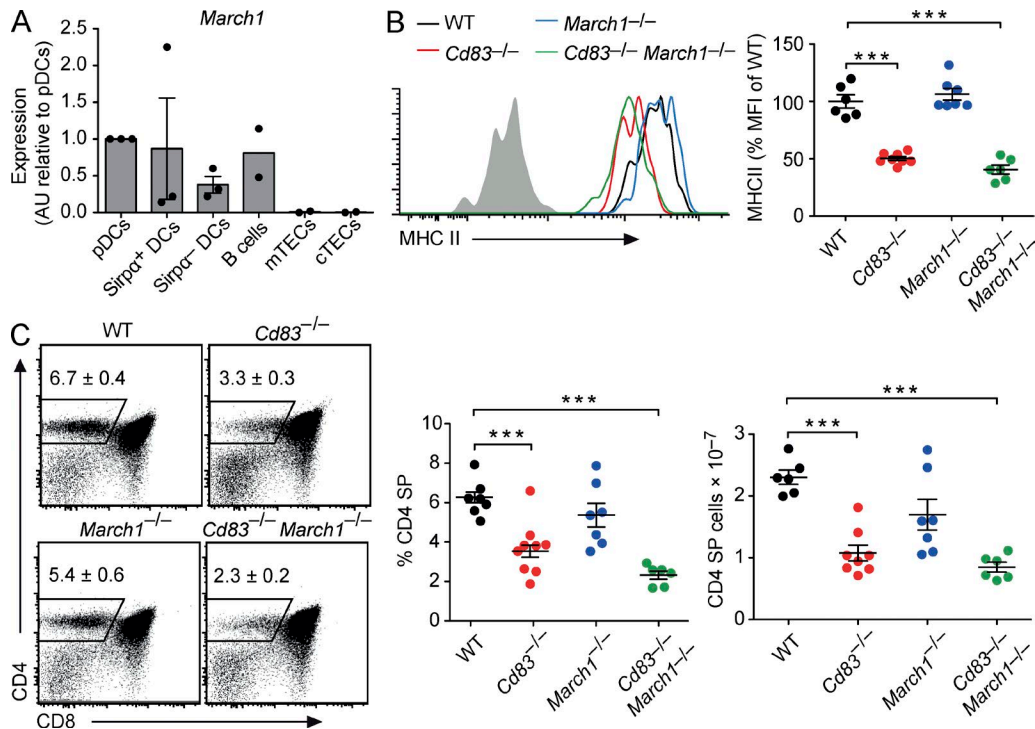 A
March1
Expression
(AU relative to pDCs)
2.5
2.0
1.5
1.0
0.5
0.0
pDCs
Sirpα+ DCs
Sirpα– DCs
B cells
mTECs
cTECs
B
WT
March1–/–
Cd83–/–
Cd83–/– March1–/–
MHC II
MHCII (% MFI of WT)
150
100
50
0
***
***
WT
Cd83–/–
March1–/–
Cd83–/–
March1–/–
C
WT
Cd83–/–
6.7 ± 0.4
3.3 ± 0.3
March1–/–
Cd83–/– March1–/–
5.4 ± 0.6
2.3 ± 0.2
CD4
CD8
% CD4 SP
10
8
6
4
2
0
***
***
WT
Cd83–/–
March1–/–
Cd83–/–
March1–/–
CD4 SP cells × 10–7
3
2
1
0
***
***
WT
Cd83–/–
March1–/–
Cd83–/–
March1–/–